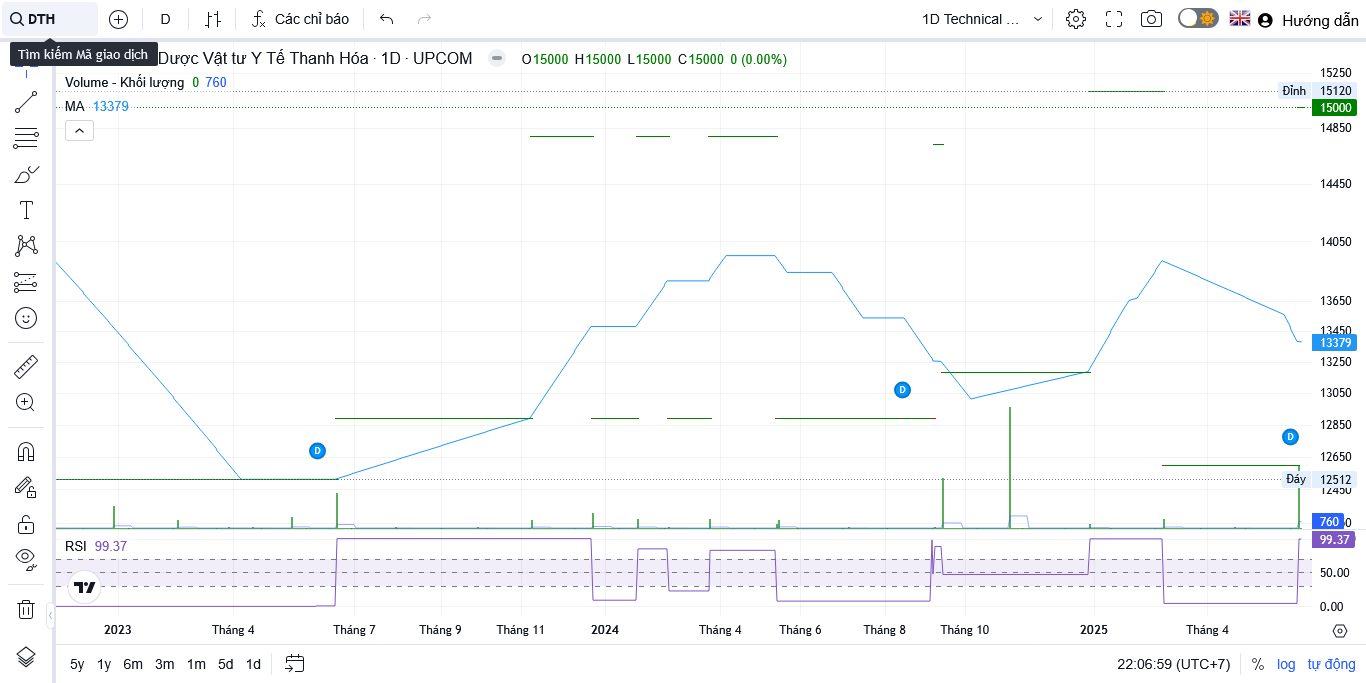 DTH D Các chỉ báo 1D Technical ... Hướng dẫn
Tìm kiếm Mã giao dịch
Dược Vật tư Y Tế Thanh Hóa · 1D · UPCOM O15000 H15000 L15000 C15000 0 (0.00%)
Volume - Khối lượng 0 760
MA 13379
15250
Đỉnh 15120
15000
14850
14450
14050
13650
13450
13379
13250
13050
12850
12650
Đáy 12512
12450
760
D
D
D
RSI 99.37
99.37
50.00
0.00
2023 Tháng 4 Tháng 7 Tháng 9 Tháng 11 2024 Tháng 4 Tháng 6 Tháng 8 Tháng 10 2025 Tháng 4
5y 1y 6m 3m 1m 5d 1d 22:06:59 (UTC+7) % log tự động